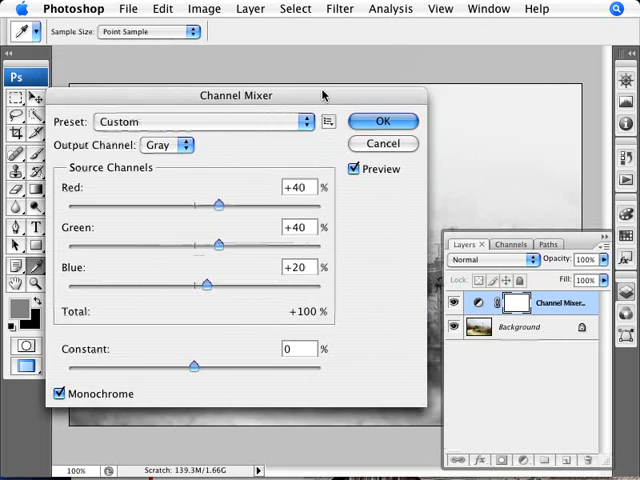 Photoshop File Edit Image Layer Select Filter Analysis View Window Help
Sample Size: Point Sample
Ps
Channel Mixer
Preset: Custom
OK
Output Channel: Gray
Cancel
Source Channels
Preview
Red: +40 %
Green: +40 %
Blue: +20 %
Total: +100 %
Constant: 0 %
Monochrome
Layers x Channels Paths
Normal Opacity: 100%
Lock: Fill: 100%
Channel Mixer...
Background
100% Scratch: 139.3M/1.66G